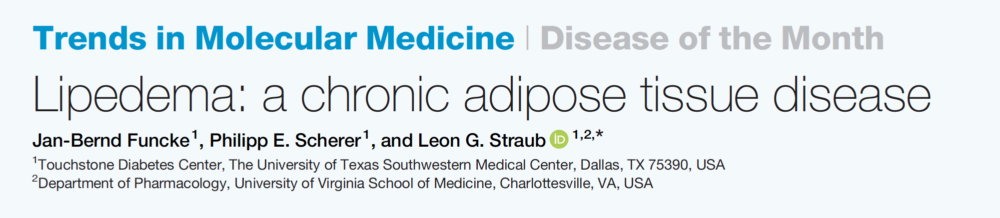 Trends in Molecular Medicine | Disease of the Month
Lipedema: a chronic adipose tissue disease
Jan-Bernd Funcke¹, Philipp E. Scherer¹, and Leon G. Straub iD 1,2,*
¹Touchstone Diabetes Center, The University of Texas Southwestern Medical Center, Dallas, TX 75390, USA
²Department of Pharmacology, University of Virginia School of Medicine, Charlottesville, VA, USA